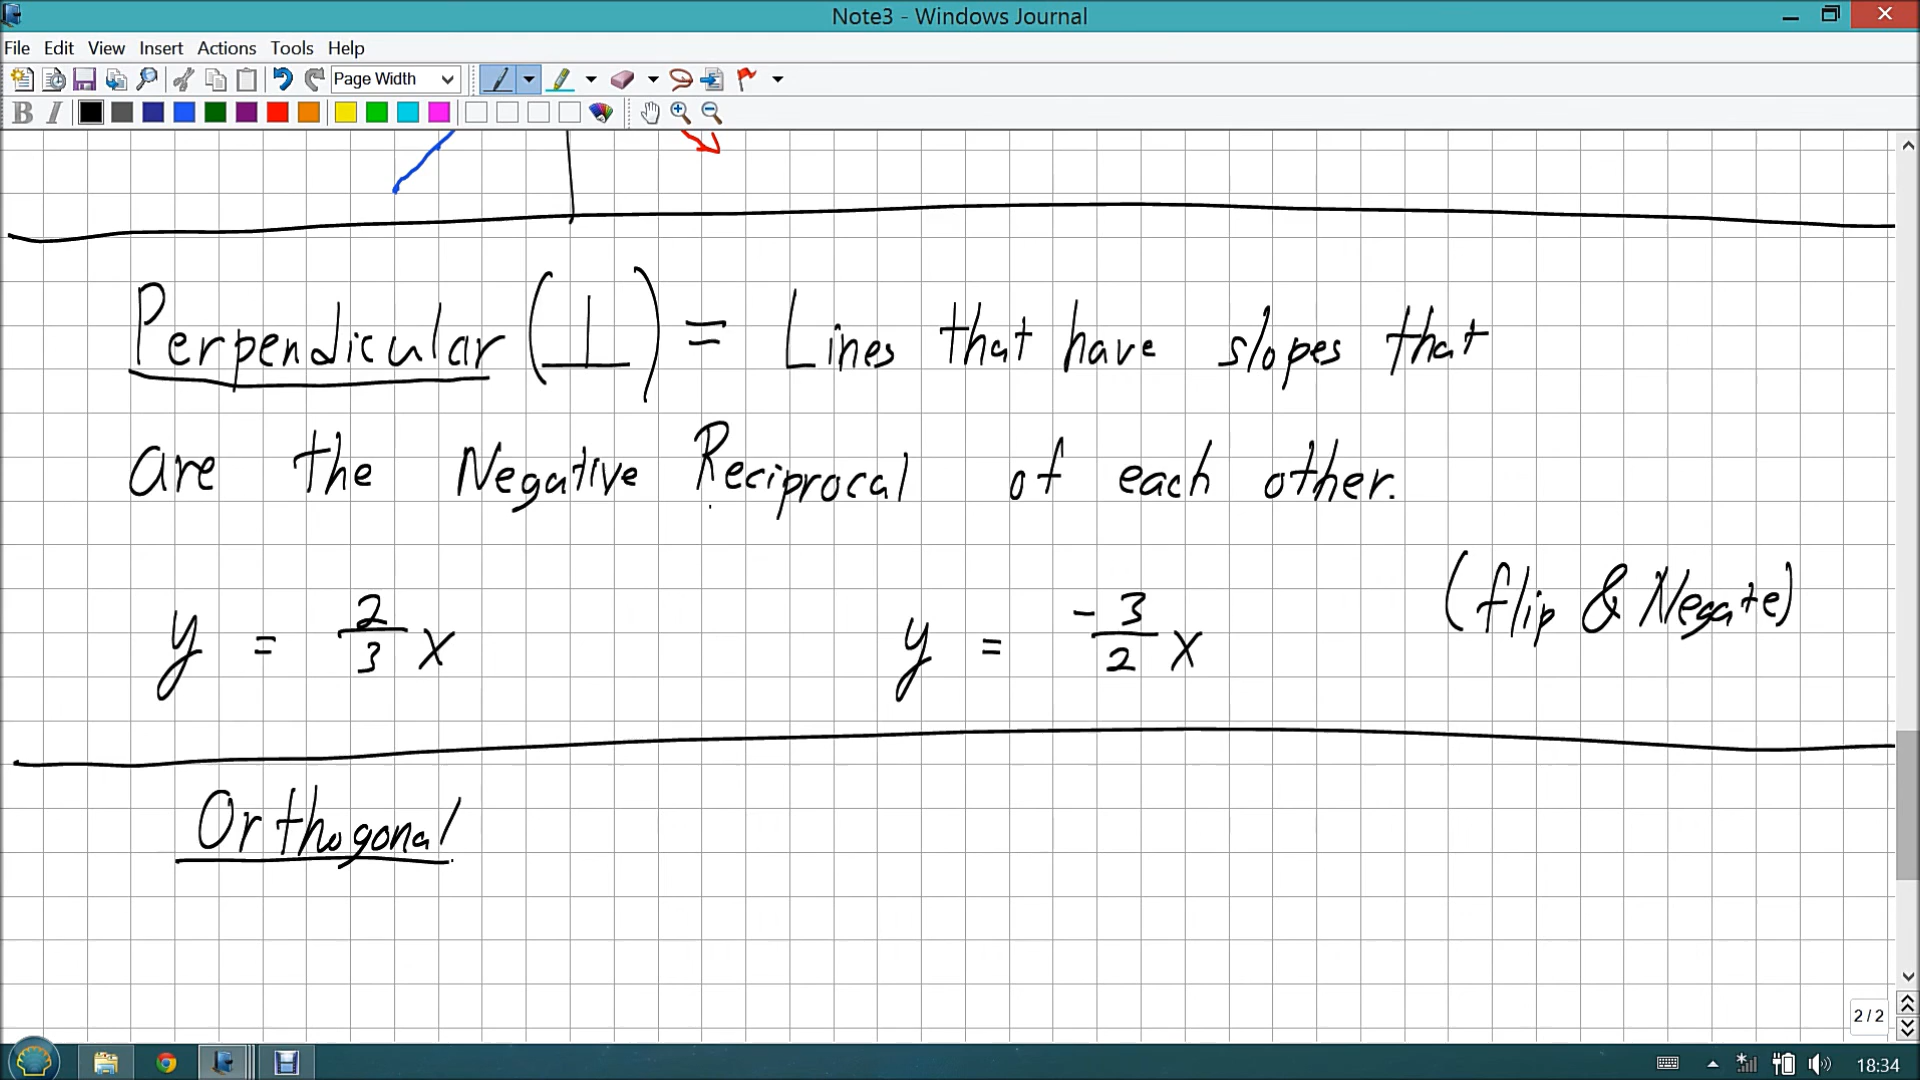 Note3 - Windows Journal
File Edit View Insert Actions Tools Help
Page Width
B I
Perpendicular (⊥) = Lines that have slopes that
are the Negative Reciprocal of each other.
y = 2/3 x y = -3/2 x (flip & Negate)
Orthogonal
2 / 2
18:34